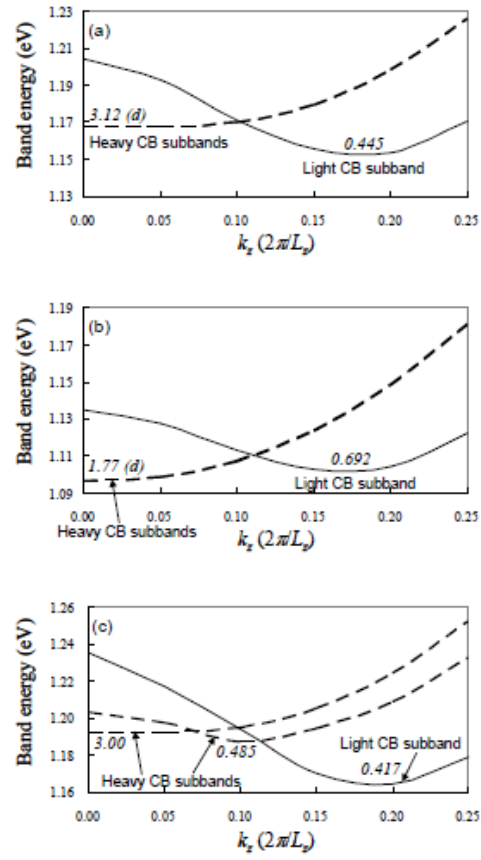 (a)
Band energy (eV)
1.23
1.21
1.19
1.17
1.15
1.13
3.12 (d)
Heavy CB subbands
0.445
Light CB subband
0.00 0.05 0.10 0.15 0.20 0.25
k_z (2π/L_z)
(b)
Band energy (eV)
1.19
1.17
1.15
1.13
1.11
1.09
1.77 (d)
Heavy CB subbands
0.692
Light CB subband
0.00 0.05 0.10 0.15 0.20 0.25
k_z (2π/L_z)
(c)
Band energy (eV)
1.26
1.24
1.22
1.20
1.18
1.16
3.00
0.485
Heavy CB subbands
Light CB subband
0.417
0.00 0.05 0.10 0.15 0.20 0.25
k_z (2π/L_z)